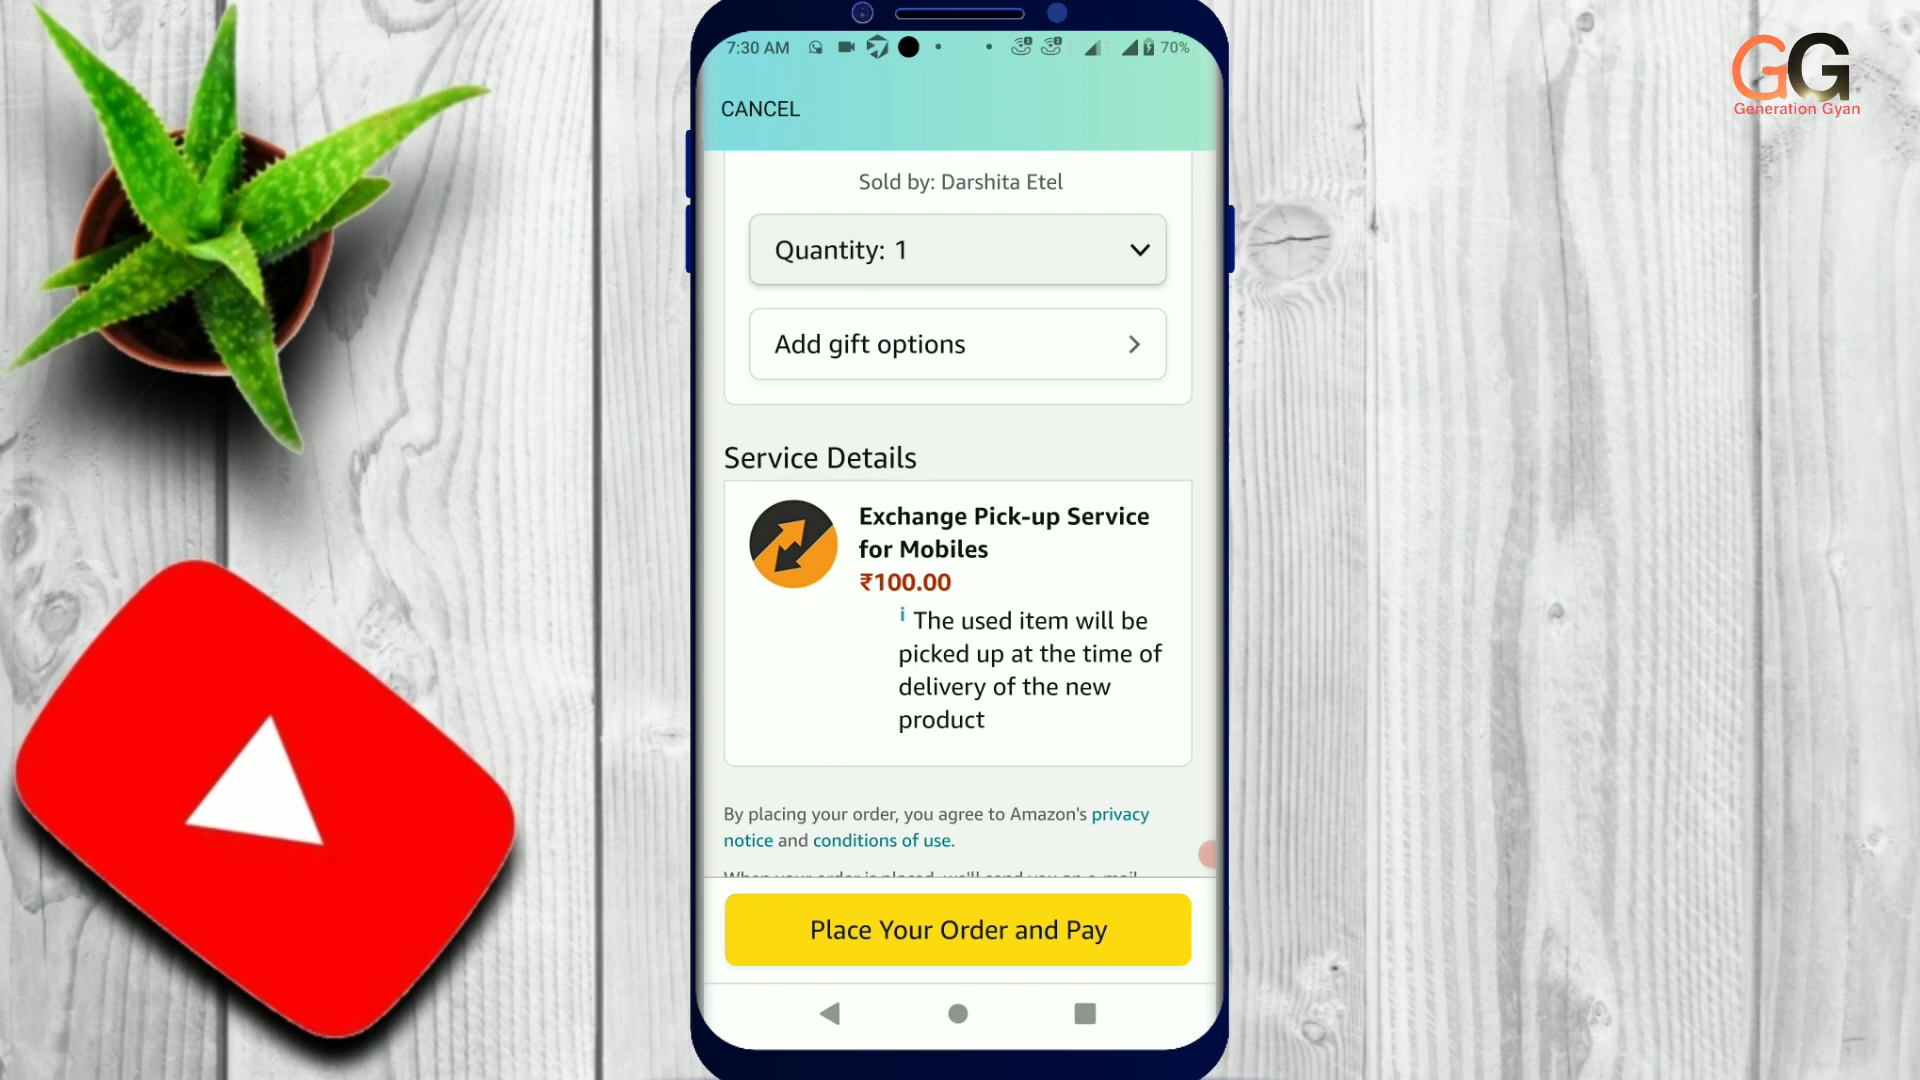 7:30 AM
70%
GG
Generation Gyan
CANCEL
Sold by: Darshita Etel
Quantity: 1
Add gift options
Service Details
Exchange Pick-up Service
for Mobiles
₹100.00
i The used item will be
picked up at the time of
delivery of the new
product
By placing your order, you agree to Amazon's privacy
notice and conditions of use.
When your order is placed, we'll send you an e-mail
Place Your Order and Pay